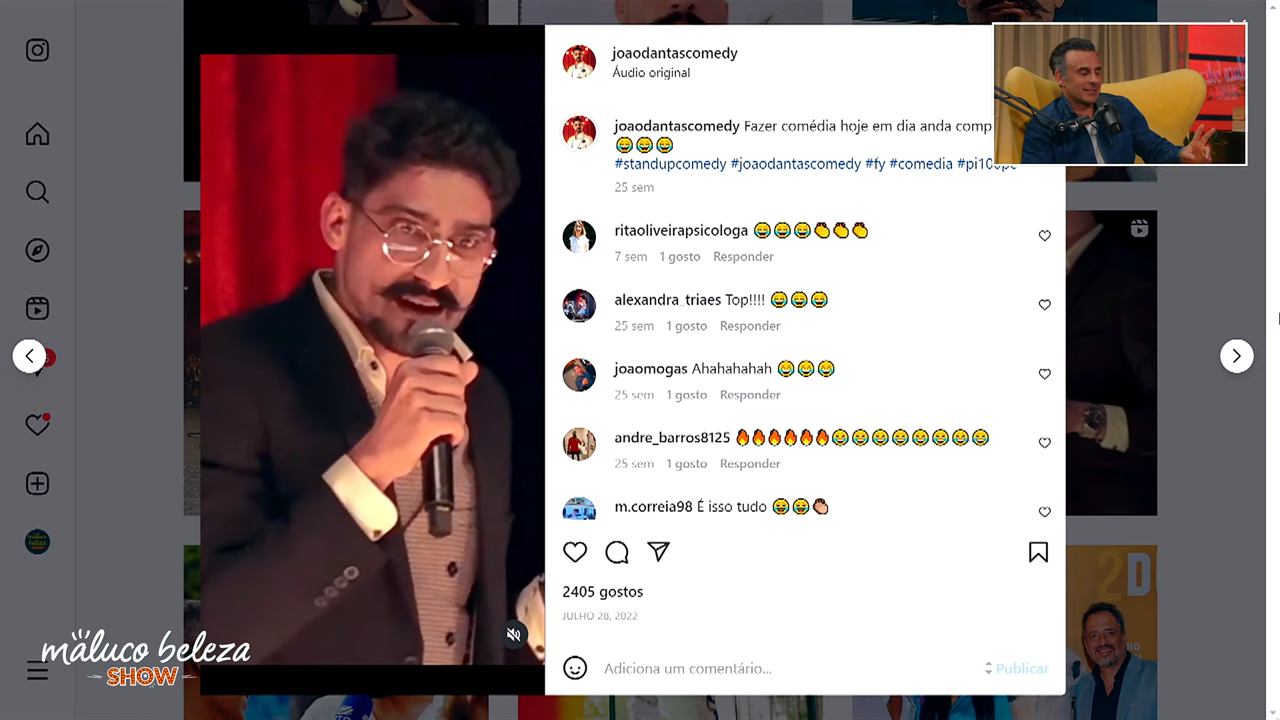 joaodantascomedy
Áudio original
joaodantascomedy Fazer comédia hoje em dia anda comp
😂😂😂
#standupcomedy #joaodantascomedy #fy #comedia
25 sem
ritaoliveirapsicologa 😂😂😂👏👏👏
7 sem 1 gosto Responder
alexandra_triaes Top!!!! 😂😂😂
25 sem 1 gosto Responder
joaomogas Ahahahahah 😂😂😂
25 sem 1 gosto Responder
andre_barros8125 🔥🔥🔥🔥🔥🔥😂😂😂😂😂😂😂😂
25 sem 1 gosto Responder
m.correia98 É isso tudo 😂😂👏
2405 gostos
JULHO 28, 2022
Adiciona um comentário...
Publicar
maluco beleza
SHOW
2D